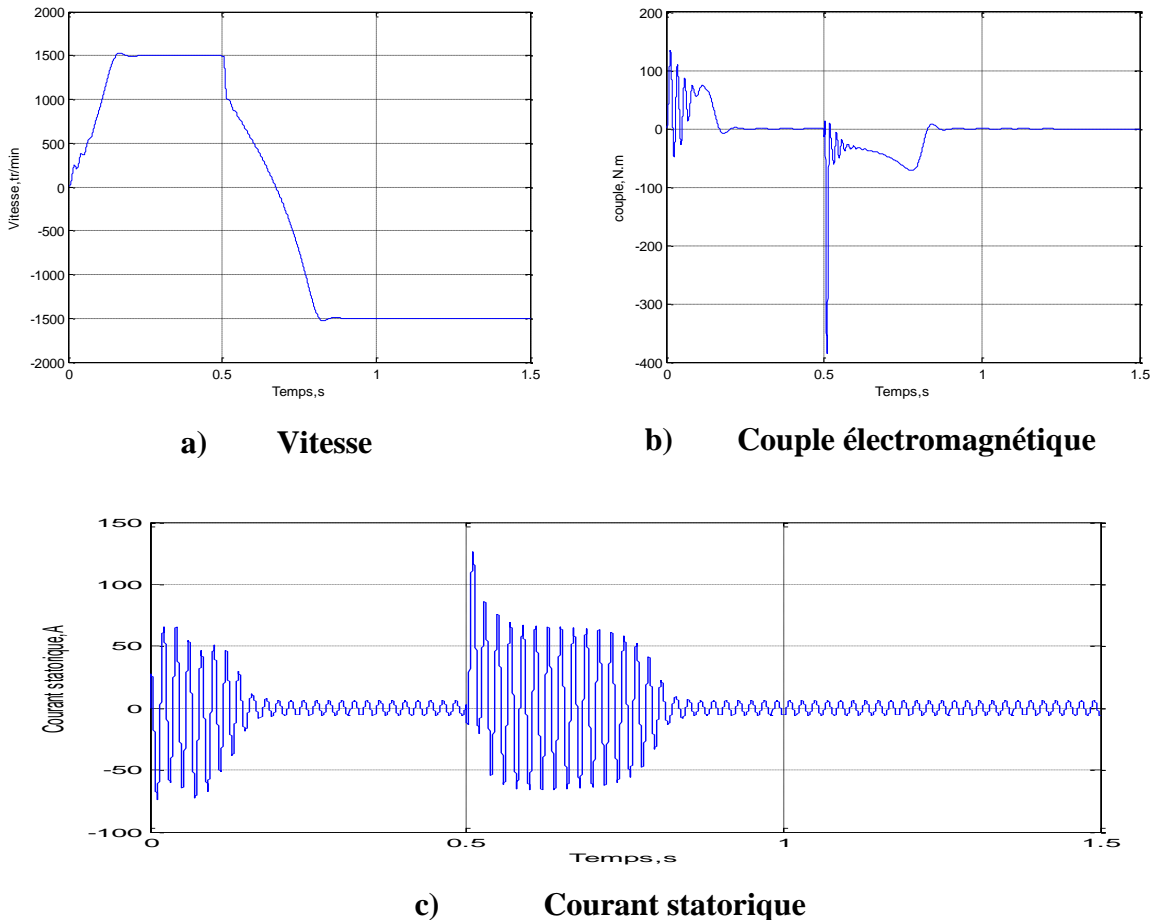 2000
1500
1000
500
0
-500
-1000
-1500
-2000
Vitesse,tr/min
0 0.5 1 1.5
Temps,s
a) Vitesse
200
100
0
-100
-200
-300
-400
couple,N.m
0 0.5 1 1.5
Temps,s
b) Couple électromagnétique
150
100
50
0
-50
-100
Courant statorique,A
0 0.5 1 1.5
Temps,s
c) Courant statorique